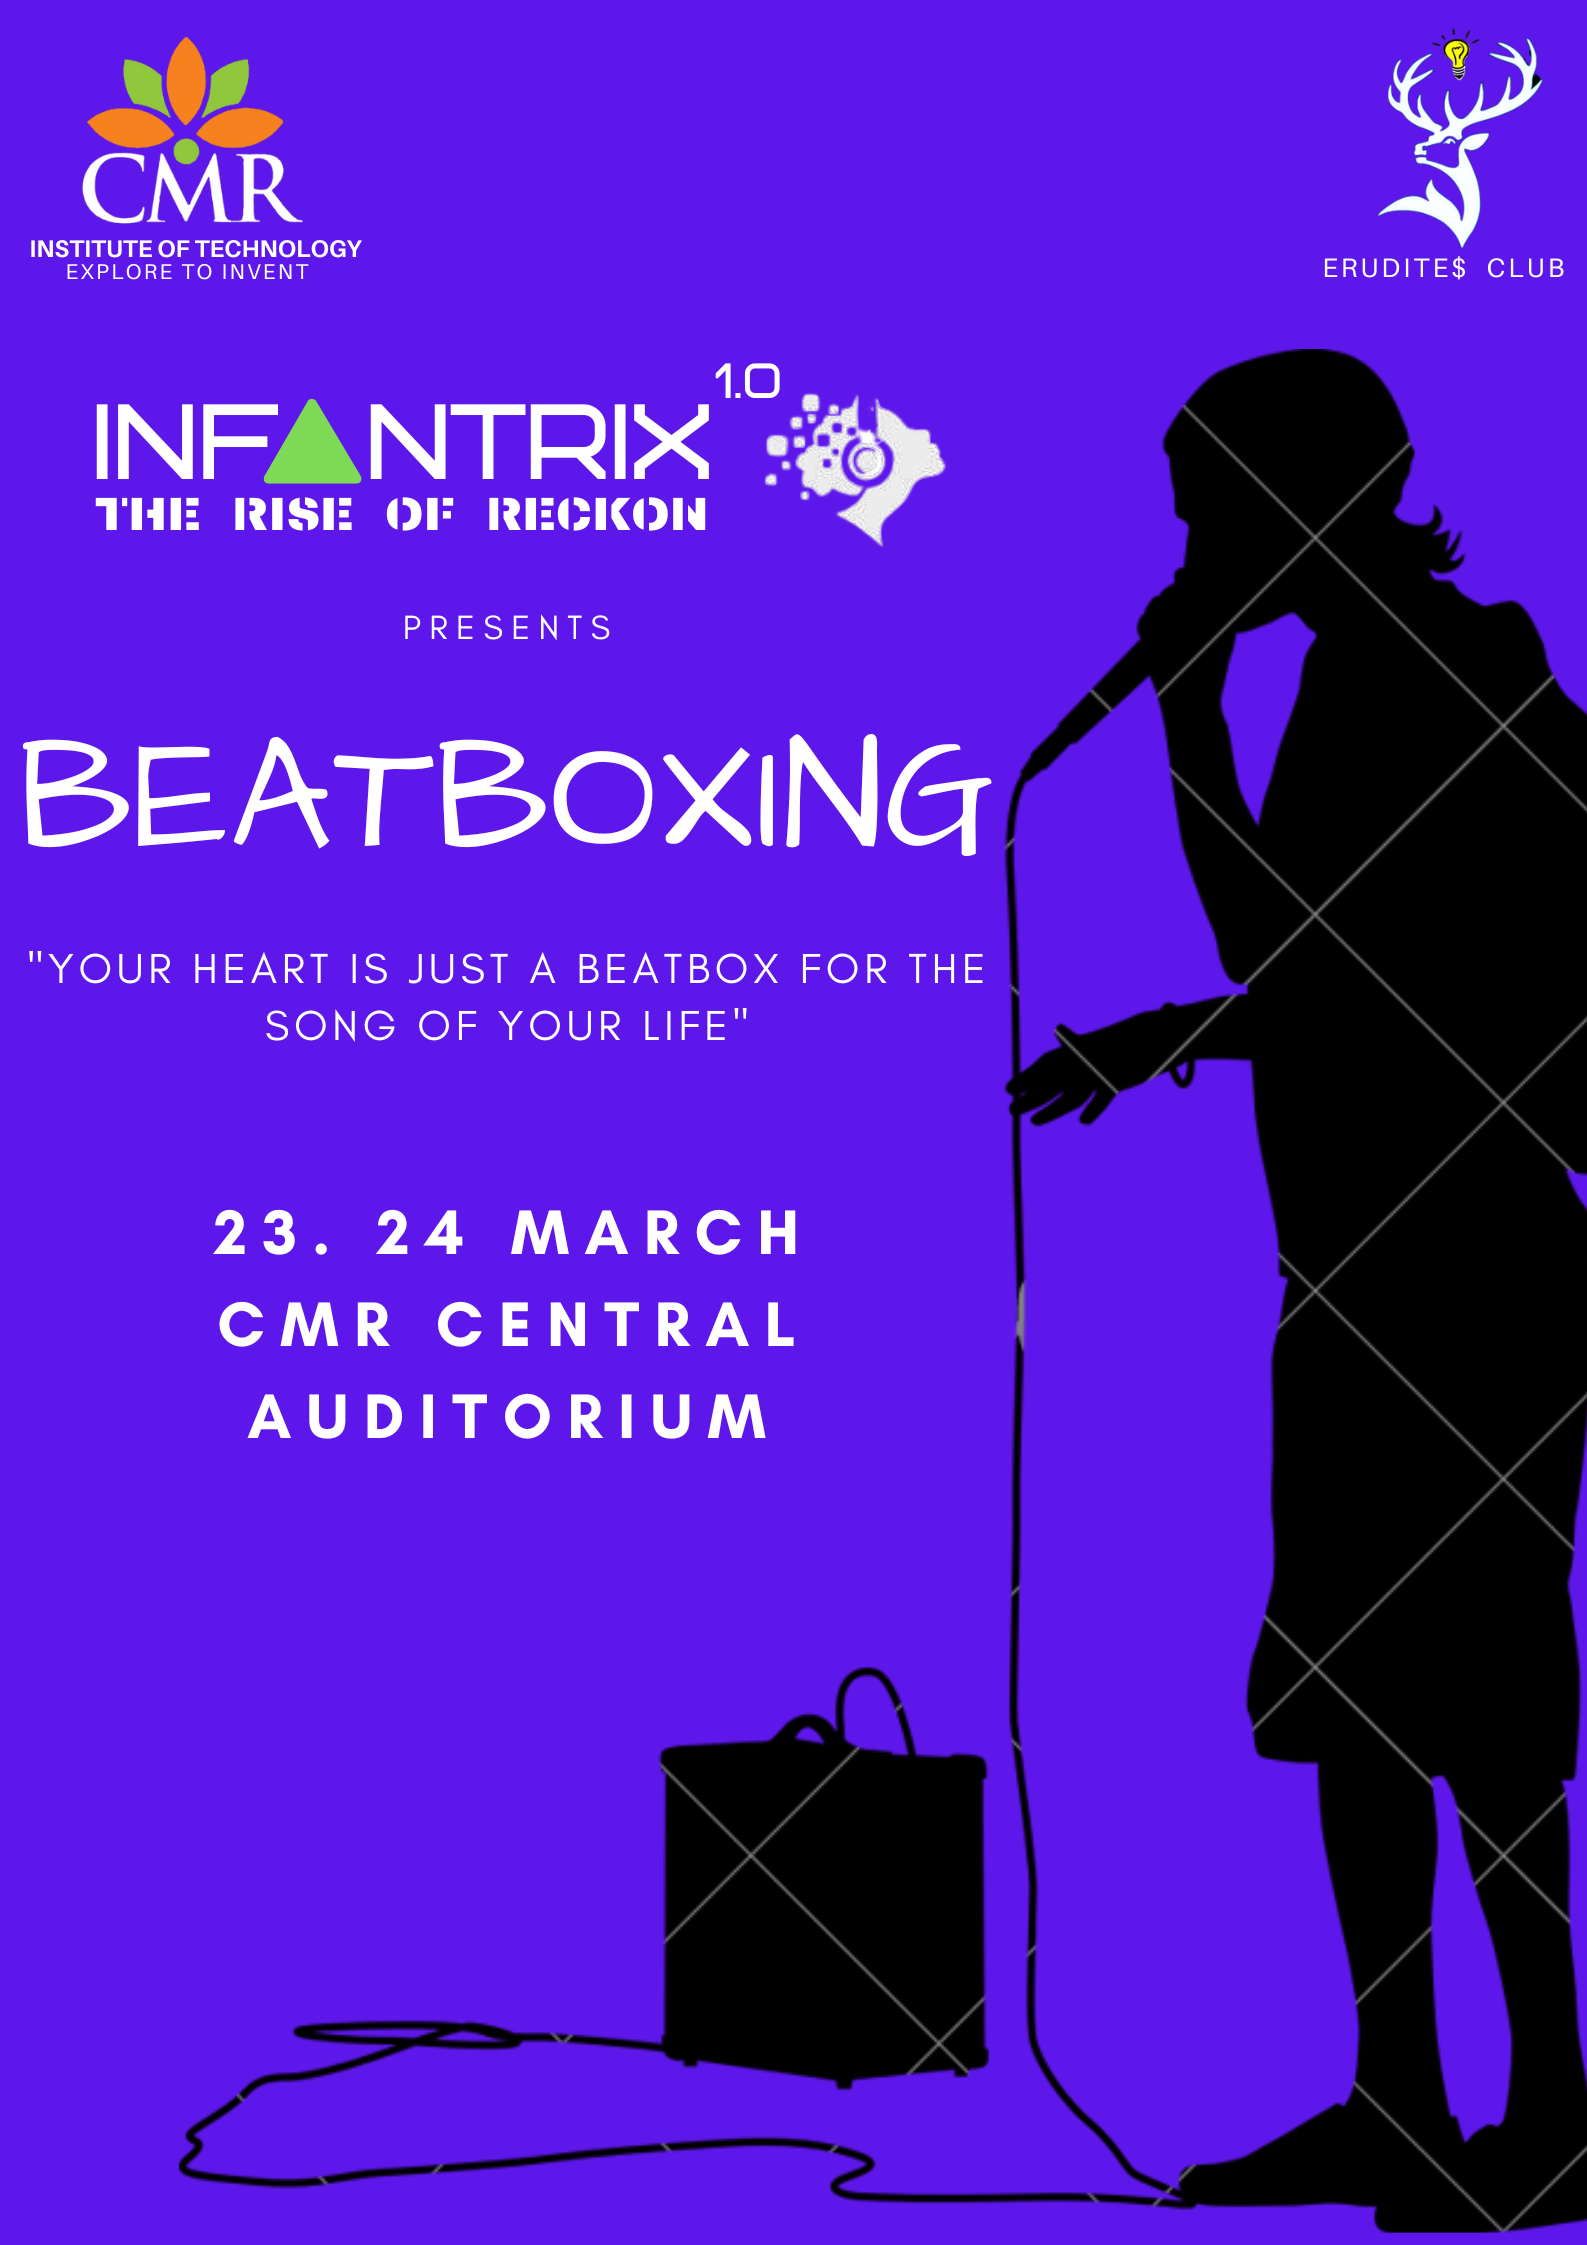 CMR
INSTITUTE OF TECHNOLOGY
EXPLORE TO INVENT
ERUDITE$ CLUB
INFANTRIX 1.0
THE RISE OF RECKON
PRESENTS
BEATBOXING
"YOUR HEART IS JUST A BEATBOX FOR THE
SONG OF YOUR LIFE"
23. 24 MARCH
CMR CENTRAL
AUDITORIUM